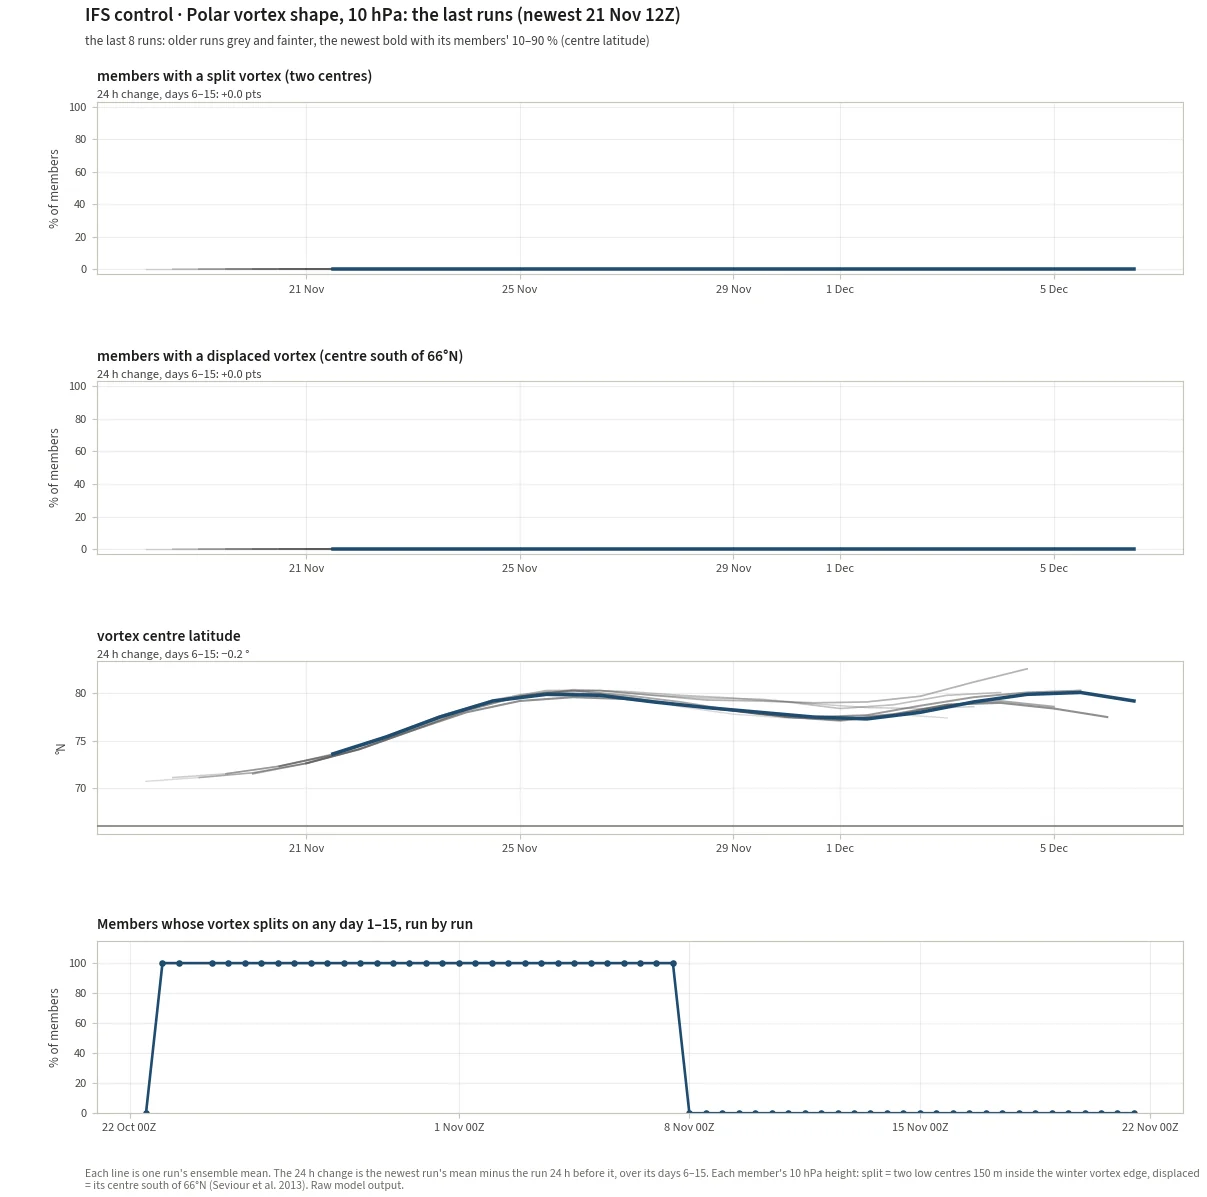 IFS control · Polar vortex shape, 10 hPa: the last runs (newest 21 Nov 12Z)
the last 8 runs: older runs grey and fainter, the newest bold with its members' 10–90 % (centre latitude)
members with a split vortex (two centres)
24 h change, days 6–15: +0.0 pts
100
80
60
40
20
0
% of members
21 Nov
25 Nov
29 Nov
1 Dec
5 Dec
members with a displaced vortex (centre south of 66°N)
24 h change, days 6–15: +0.0 pts
100
80
60
40
20
0
% of members
21 Nov
25 Nov
29 Nov
1 Dec
5 Dec
vortex centre latitude
24 h change, days 6–15: −0.2 °
80
75
70
°N
21 Nov
25 Nov
29 Nov
1 Dec
5 Dec
Members whose vortex splits on any day 1–15, run by run
100
80
60
40
20
0
% of members
22 Oct 00Z
1 Nov 00Z
8 Nov 00Z
15 Nov 00Z
22 Nov 00Z
Each line is one run's ensemble mean. The 24 h change is the newest run's mean minus the run 24 h before it, over its days 6–15. Each member's 10 hPa height: split = two low centres 150 m inside the winter vortex edge, displaced
= its centre south of 66°N (Seviour et al. 2013). Raw model output.